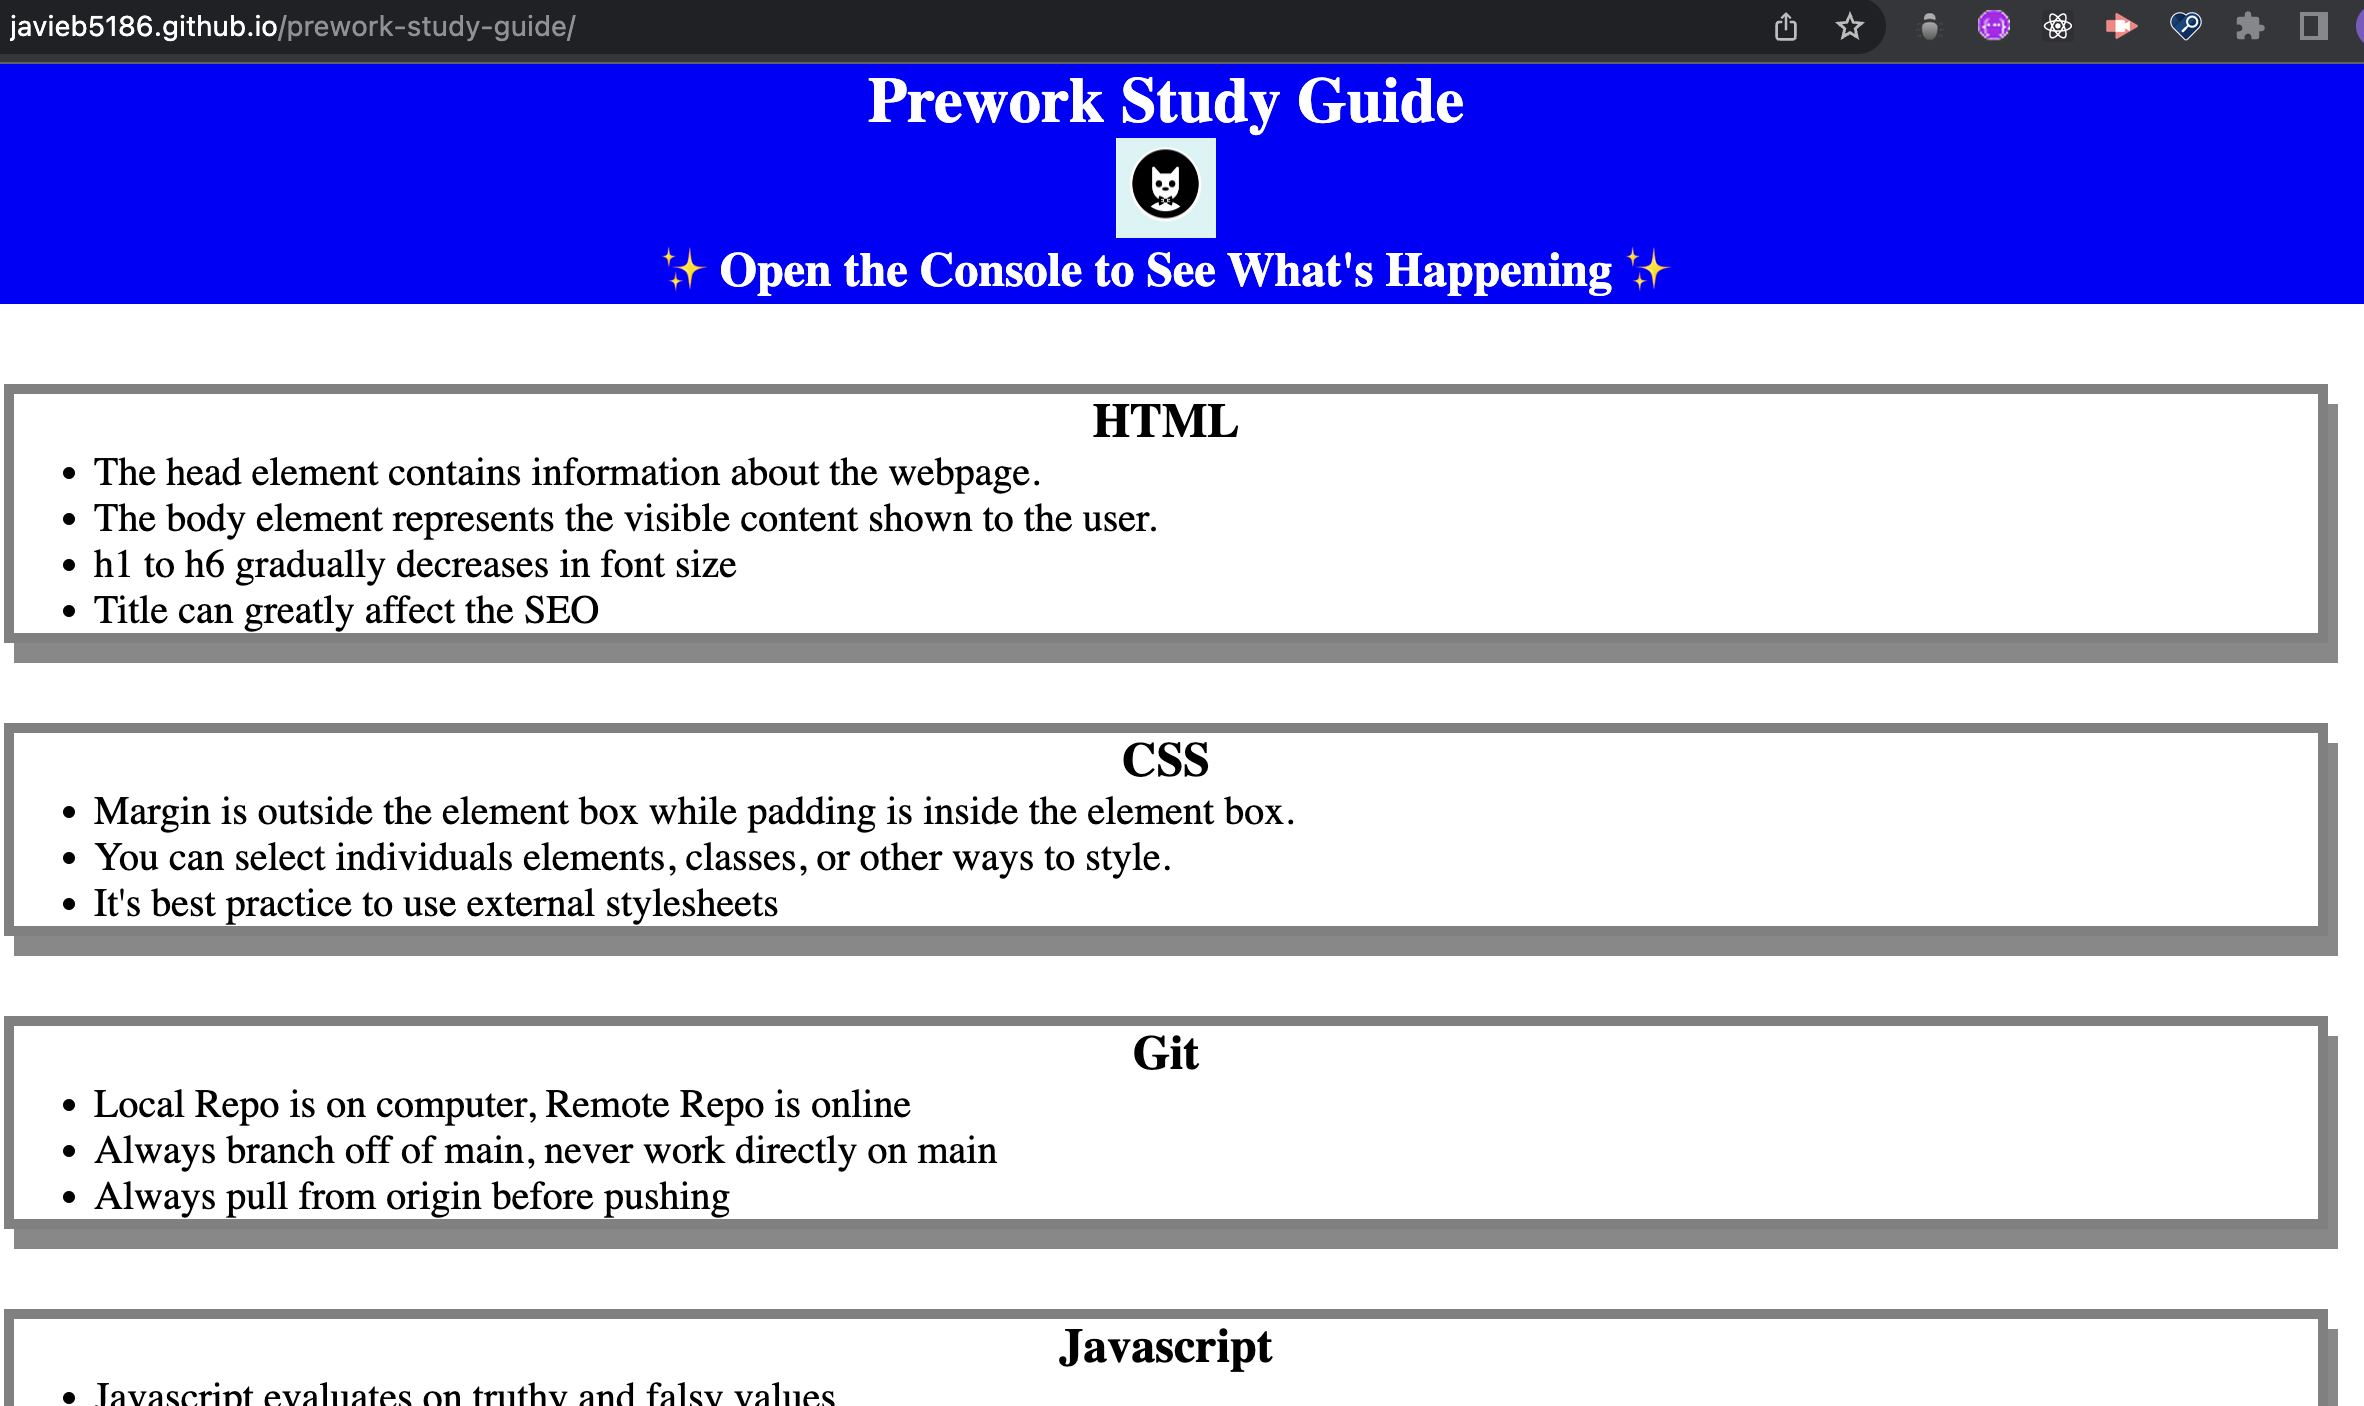 javieb5186.github.io/prework-study-guide/
Prework Study Guide
✨ Open the Console to See What's Happening ✨
HTML
• The head element contains information about the webpage.
• The body element represents the visible content shown to the user.
• h1 to h6 gradually decreases in font size
• Title can greatly affect the SEO
CSS
• Margin is outside the element box while padding is inside the element box.
• You can select individuals elements, classes, or other ways to style.
• It's best practice to use external stylesheets
Git
• Local Repo is on computer, Remote Repo is online
• Always branch off of main, never work directly on main
• Always pull from origin before pushing
Javascript
• Javascript evaluates on truthy and falsy values